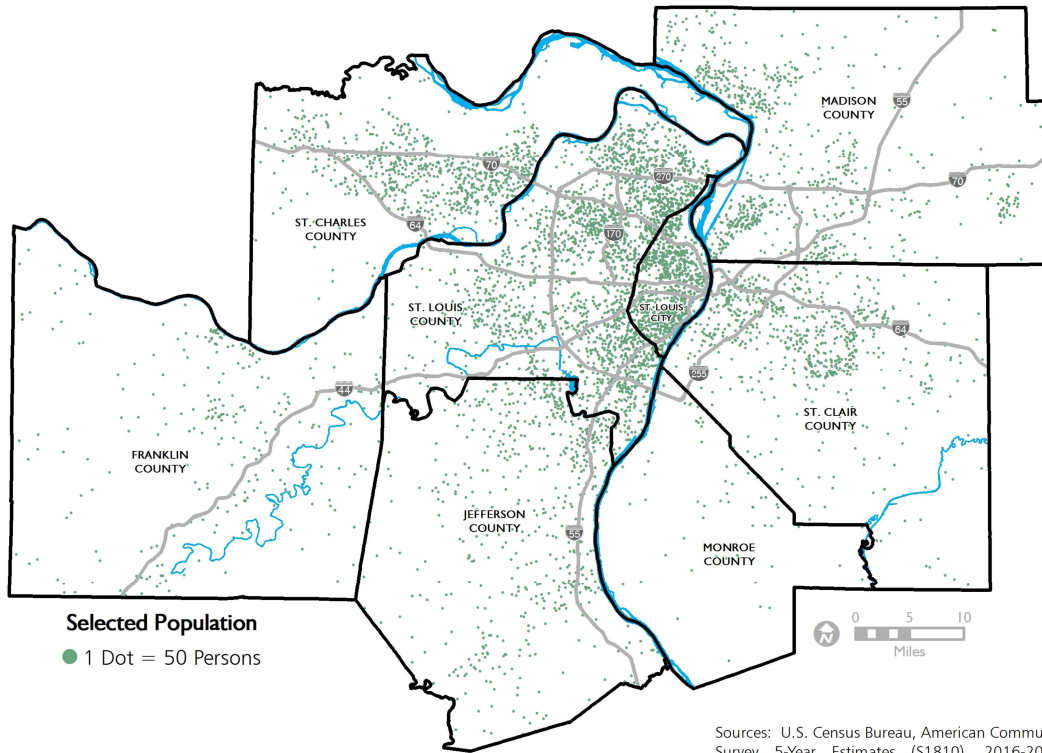 MADISON
COUNTY
55
70
270
70
ST. CHARLES
COUNTY
64
170
ST. LOUIS
COUNTY
ST. LOUIS
CITY
64
255
44
ST. CLAIR
COUNTY
FRANKLIN
COUNTY
JEFFERSON
COUNTY
55
MONROE
COUNTY
Selected Population
1 Dot = 50 Persons
N
0 5 10
Miles
Sources: U.S. Census Bureau, American Commu
Survey 5-Year Estimates (S1810), 2016-20